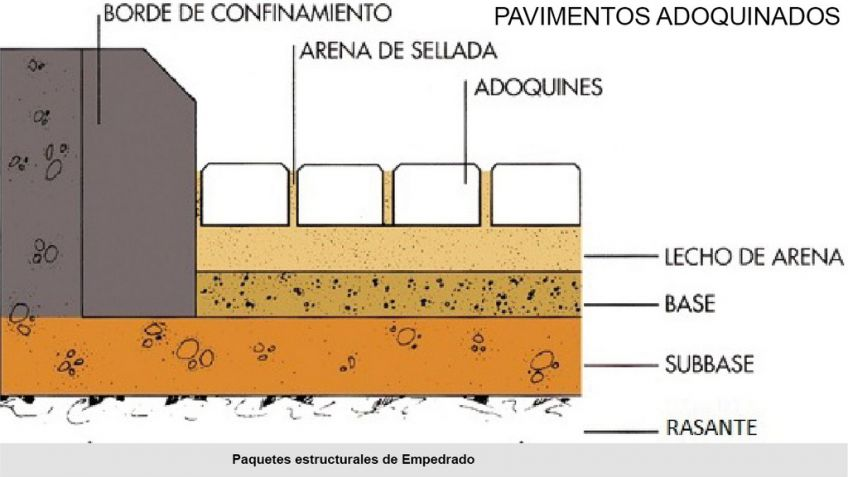 PAVIMENTOS ADOQUINADOS
BORDE DE CONFINAMIENTO
ARENA DE SELLADA
ADOQUINES
LECHO DE ARENA
BASE
SUBBASE
RASANTE
Paquetes estructurales de Empedrado